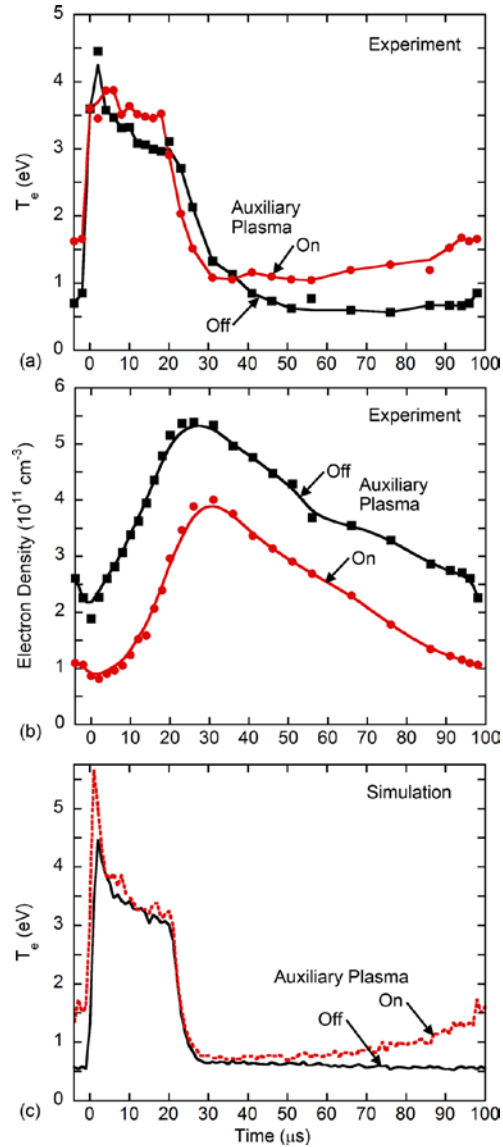 5
Experiment
4
3
T_e (eV)
Auxiliary
Plasma
2
On
1
Off
0
(a)
0 10 20 30 40 50 60 70 80 90 100
6
Experiment
5
Off
Auxiliary
Plasma
4
3
On
2
1
0
Electron Density (10^11 cm^-3)
(b)
0 10 20 30 40 50 60 70 80 90 100
Simulation
5
4
3
T_e (eV)
2
Auxiliary Plasma
On
Off
1
0
(c)
0 10 20 30 40 50 60 70 80 90 100
Time (μs)